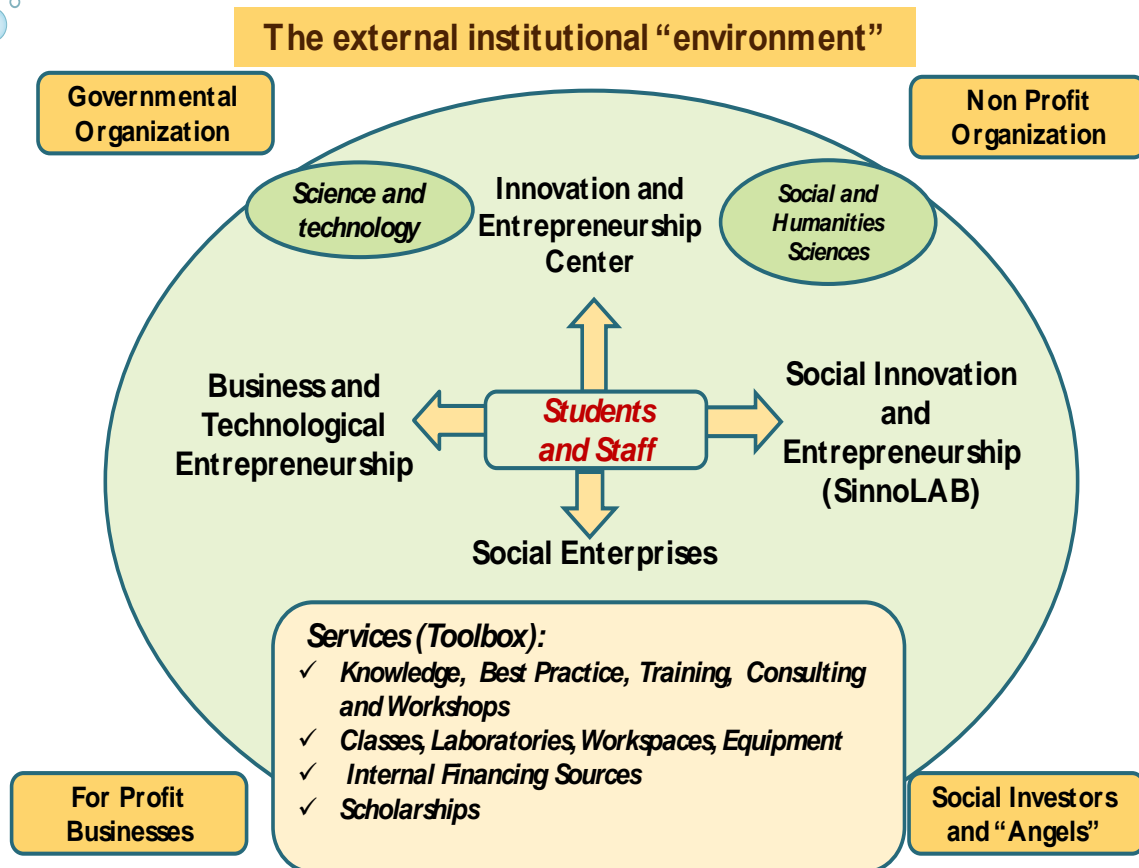 The external institutional “environment”
Governmental
Organization
Non Profit
Organization
Science and
technology
Innovation and
Entrepreneurship
Center
Social and
Humanities
Sciences
Business and
Technological
Entrepreneurship
Students
and Staff
Social Innovation
and
Entrepreneurship
(SinnoLAB)
Social Enterprises
Services (Toolbox):
✓ Knowledge, Best Practice, Training, Consulting
and Workshops
✓ Classes, Laboratories, Workspaces, Equipment
✓ Internal Financing Sources
✓ Scholarships
For Profit
Businesses
Social Investors
and “Angels”